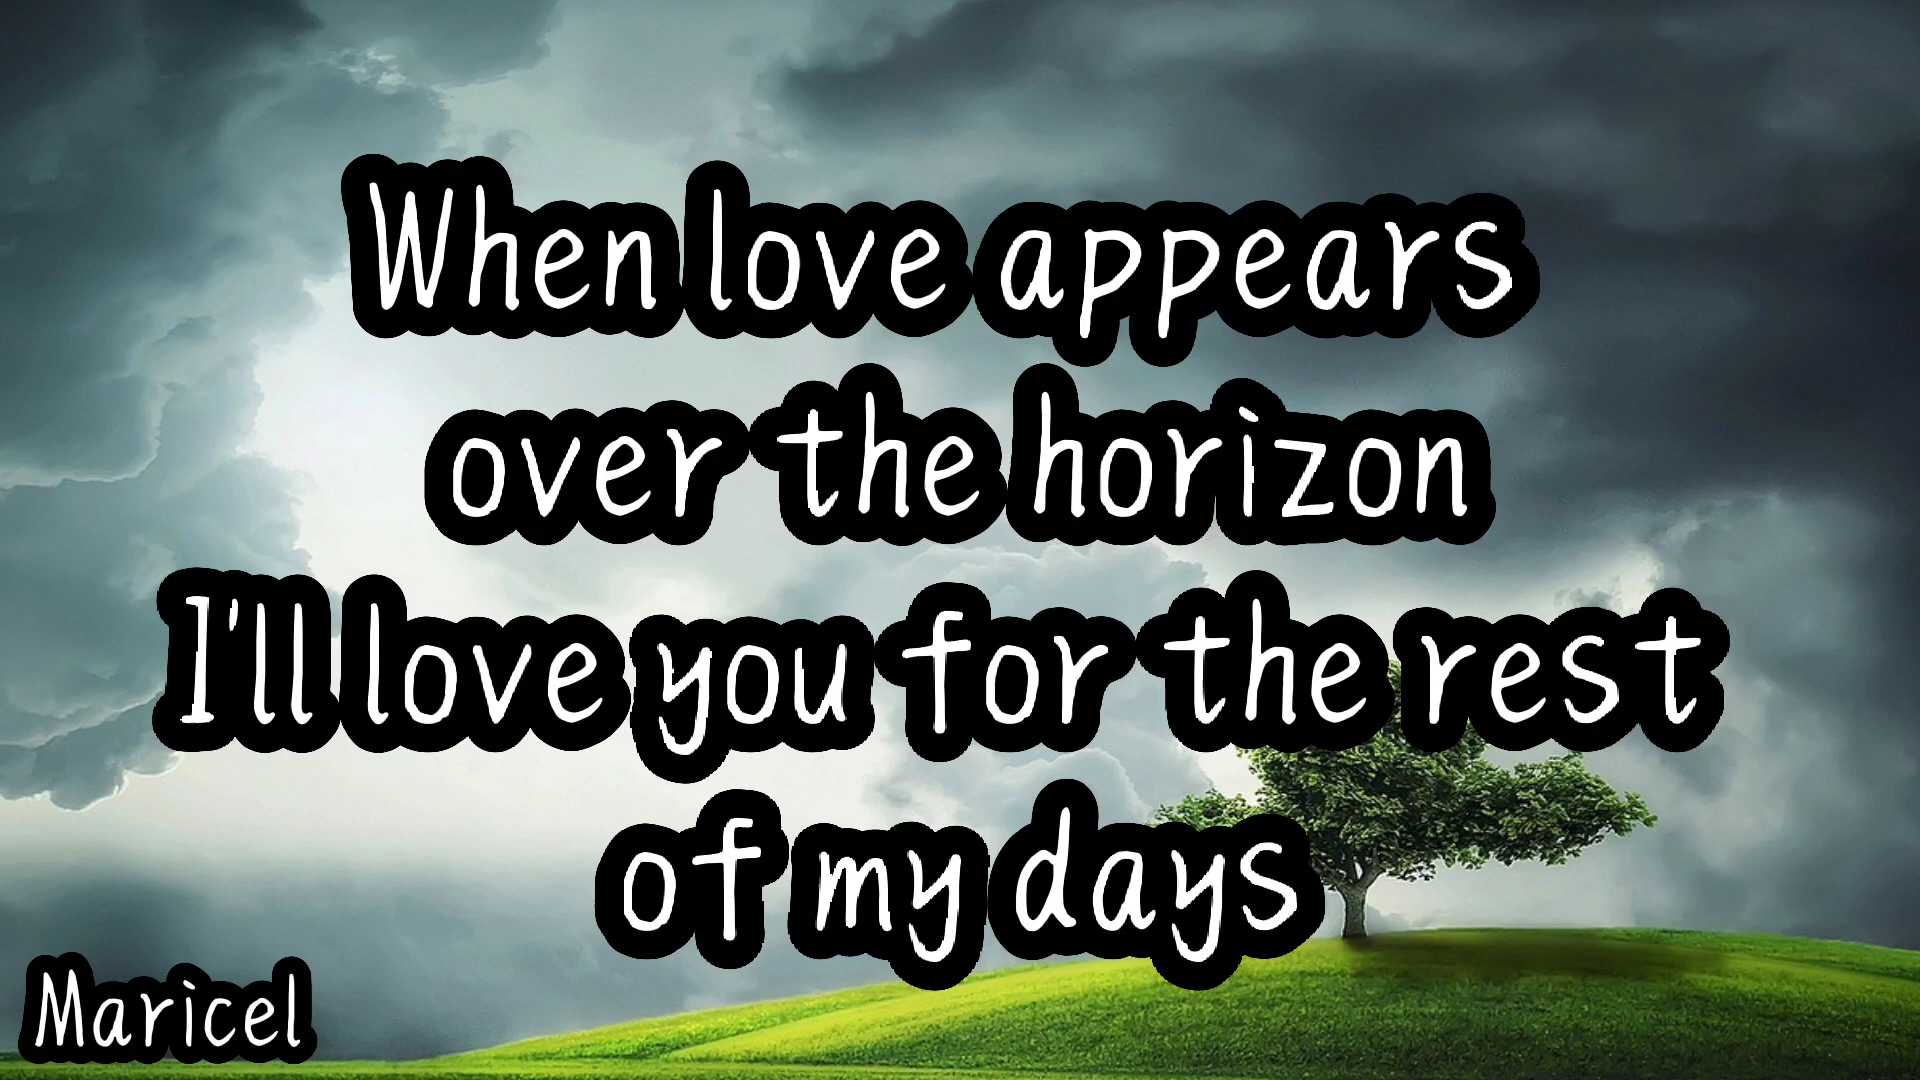 When love appears
over the horizon
I'll love you for the rest
of my days
Maricel